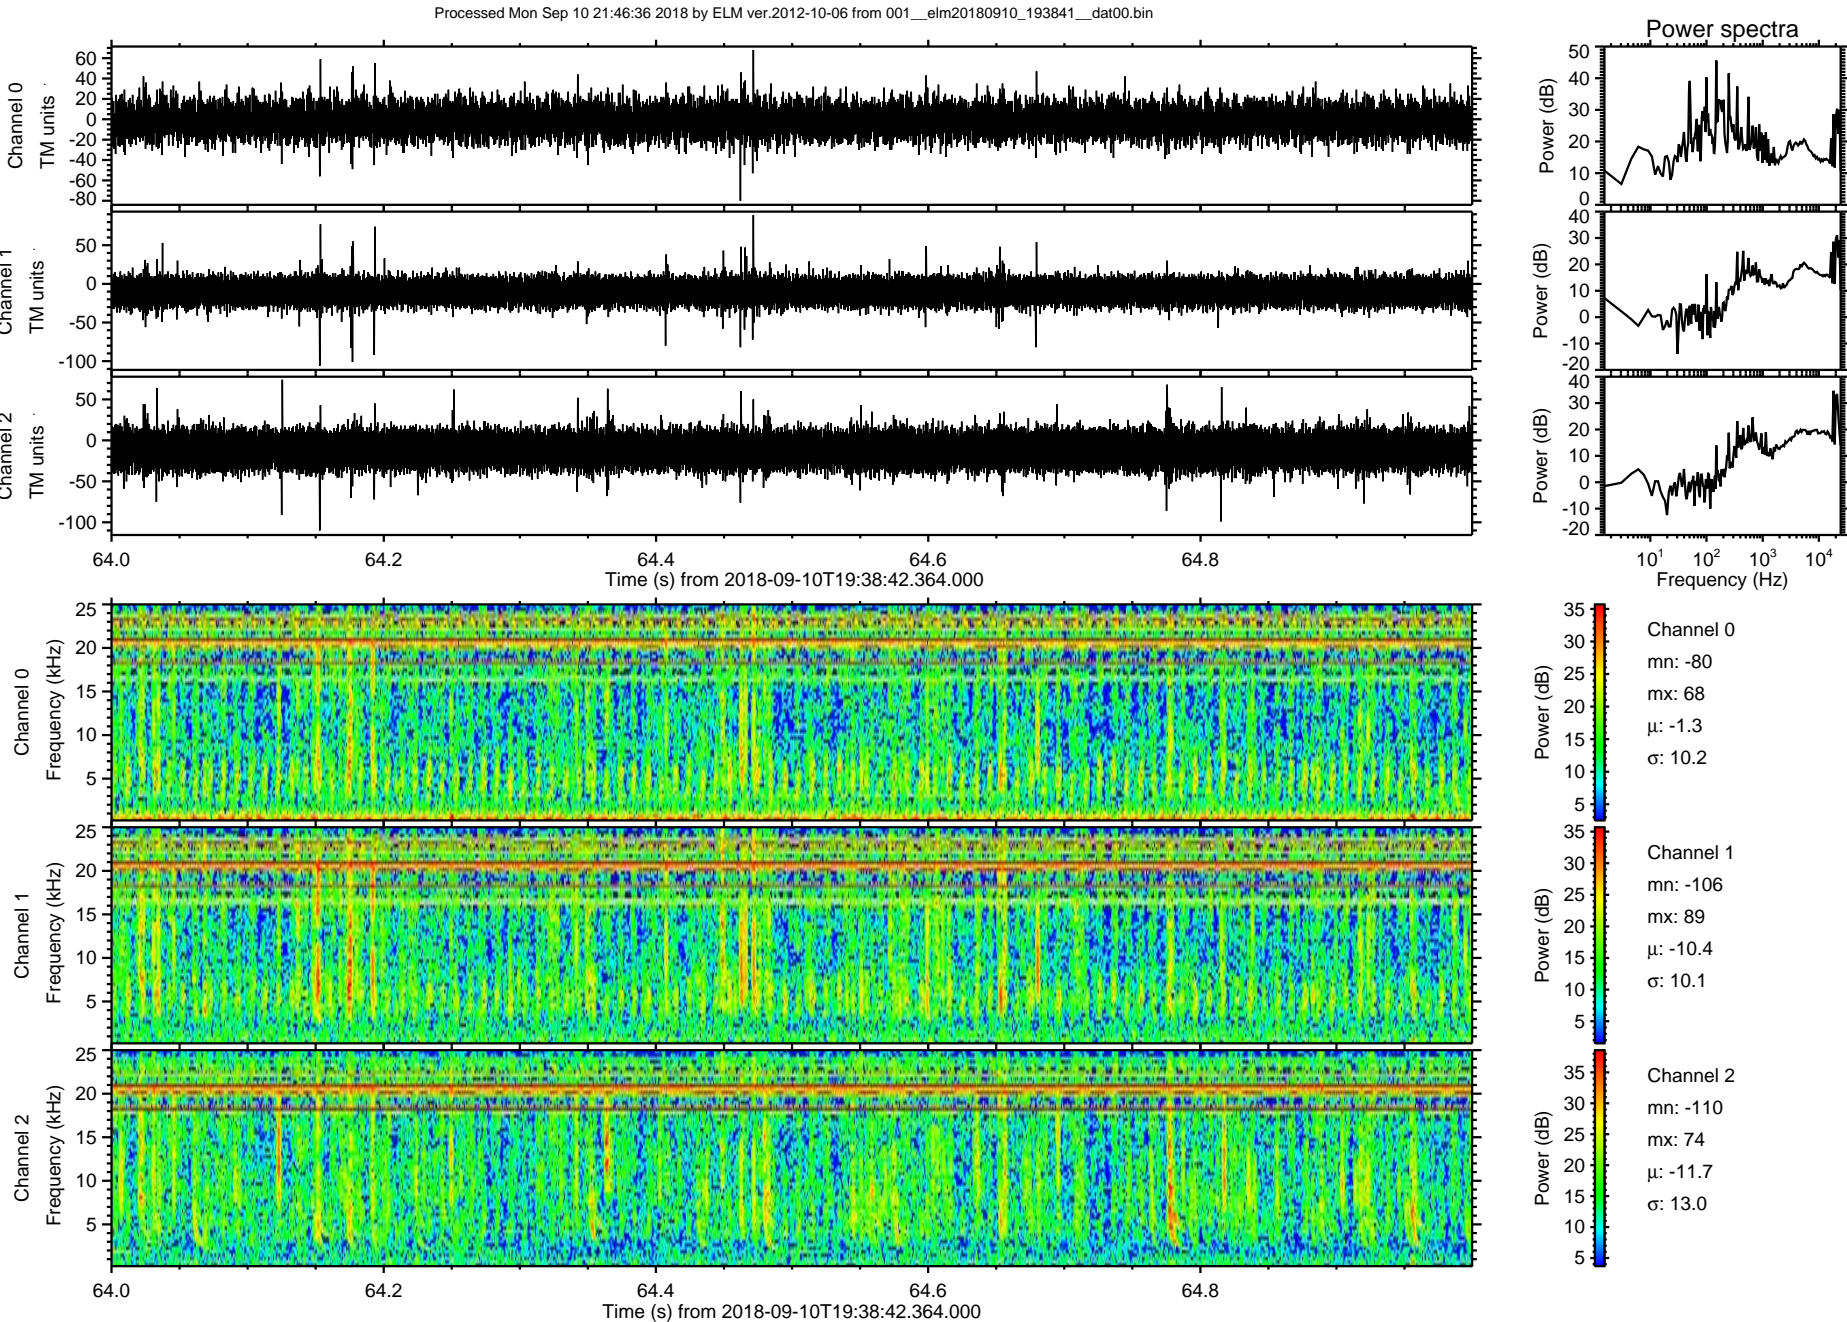 Processed Mon Sep 10 21:46:36 2018 by ELM ver.2012-10-06 from 001__elm20180910_193841__dat00.bin
Power spectra
Channel 0
TM units
60
40
20
0
-20
-40
-60
-80
Power (dB)
50
40
30
20
10
0
Channel 1
TM units
50
0
-50
-100
Power (dB)
40
30
20
10
0
-10
-20
Channel 2
TM units
50
0
-50
-100
Power (dB)
40
30
20
10
0
-10
-20
64.0 64.2 64.4 64.6 64.8
Time (s) from 2018-09-10T19:38:42.364.000
10^1 10^2 10^3 10^4
Frequency (Hz)
Channel 0
Frequency (kHz)
25
20
15
10
5
Power (dB)
35
30
25
20
15
10
5
Channel 0
mn: -80
mx: 68
μ: -1.3
σ: 10.2
Channel 1
Frequency (kHz)
25
20
15
10
5
Power (dB)
35
30
25
20
15
10
5
Channel 1
mn: -106
mx: 89
μ: -10.4
σ: 10.1
Channel 2
Frequency (kHz)
25
20
15
10
5
Power (dB)
35
30
25
20
15
10
5
Channel 2
mn: -110
mx: 74
μ: -11.7
σ: 13.0
64.0 64.2 64.4 64.6 64.8
Time (s) from 2018-09-10T19:38:42.364.000